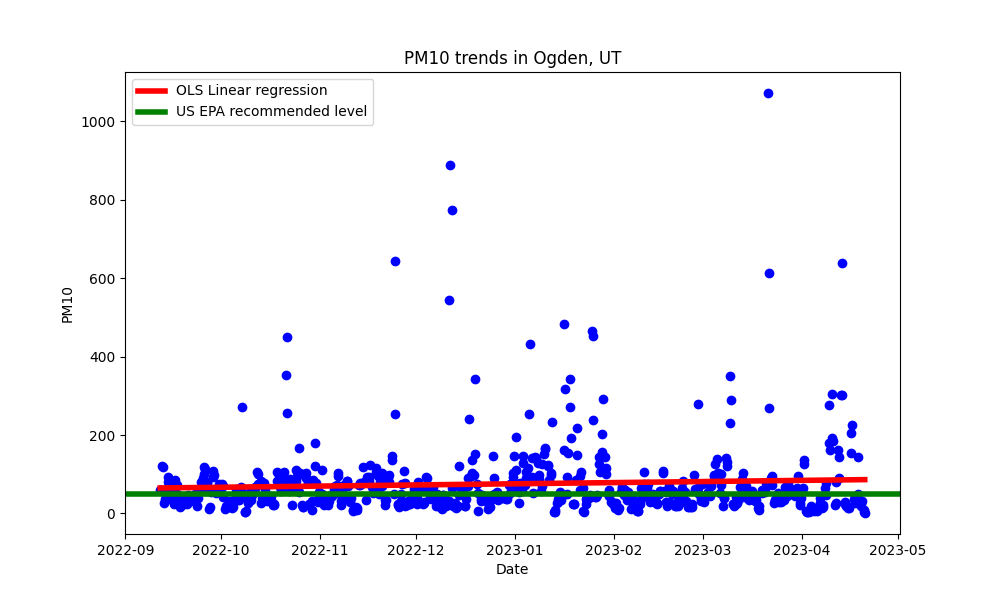 PM10 trends in Ogden, UT
OLS Linear regression
US EPA recommended level
1000
800
600
400
200
0
PM10
2022-09 2022-10 2022-11 2022-12 2023-01 2023-02 2023-03 2023-04 2023-05
Date